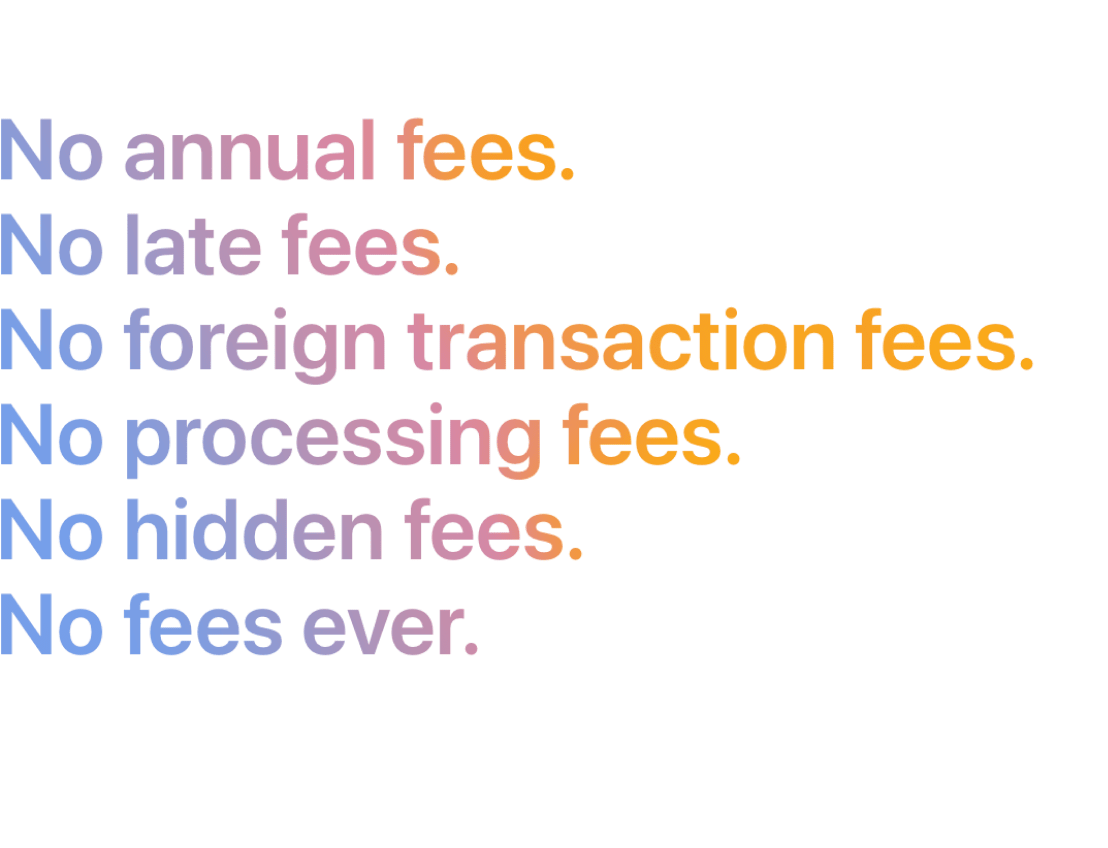 No annual fees.
No late fees.
No foreign transaction fees.
No processing fees.
No hidden fees.
No fees ever.